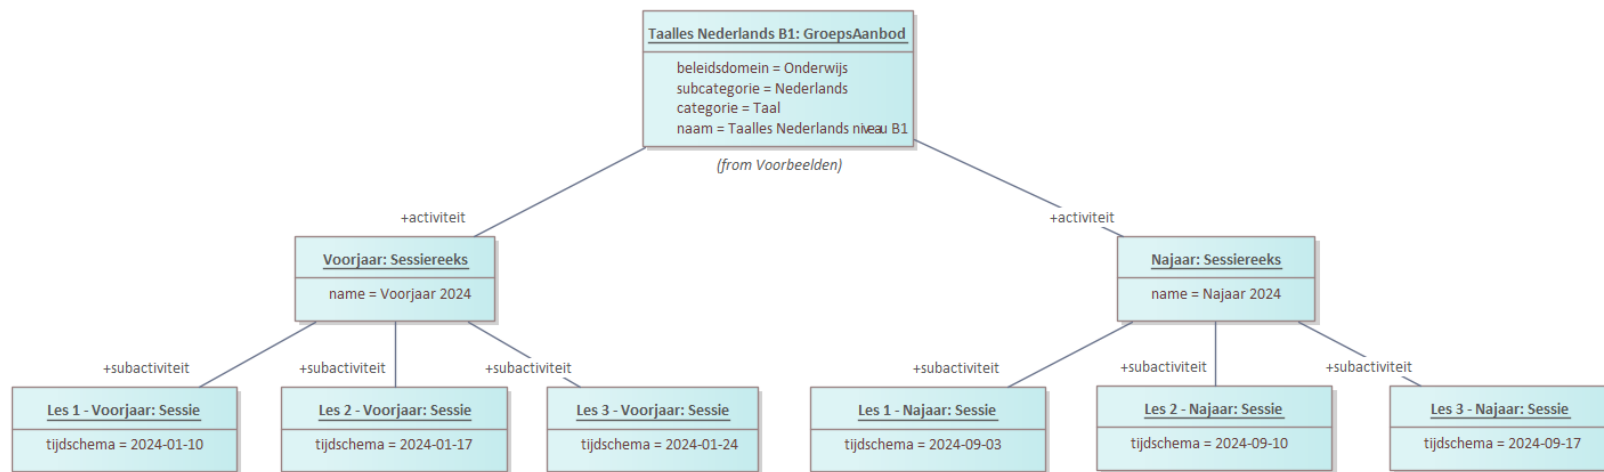 Taalles Nederlands B1: GroepsAanbod
beleidsdomein = Onderwijs
subcategorie = Nederlands
categorie = Taal
naam = Taalles Nederlands niveau B1
(from Voorbeelden)
+activiteit
+activiteit
Voorjaar: Sessiereeks
name = Voorjaar 2024
Najaar: Sessiereeks
name = Najaar 2024
+subactiviteit
+subactiviteit
+subactiviteit
+subactiviteit
+subactiviteit
+subactiviteit
Les 1 - Voorjaar: Sessie
tijdschema = 2024-01-10
Les 2 - Voorjaar: Sessie
tijdschema = 2024-01-17
Les 3 - Voorjaar: Sessie
tijdschema = 2024-01-24
Les 1 - Najaar: Sessie
tijdschema = 2024-09-03
Les 2 - Najaar: Sessie
tijdschema = 2024-09-10
Les 3 - Najaar: Sessie
tijdschema = 2024-09-17